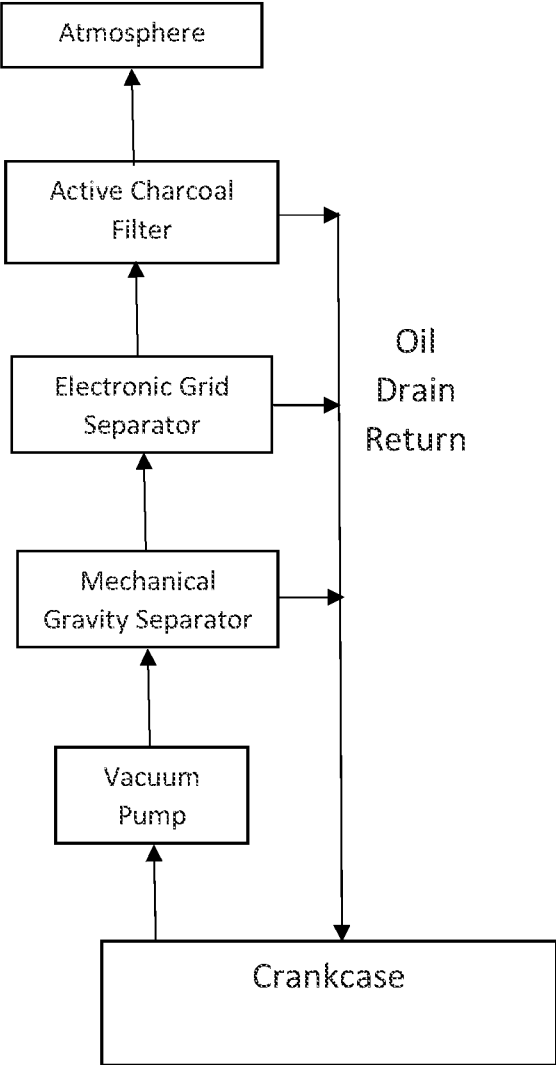 Atmosphere
Active Charcoal
Filter
Oil
Drain
Return
Electronic Grid
Separator
Mechanical
Gravity Separator
Vacuum
Pump
Crankcase